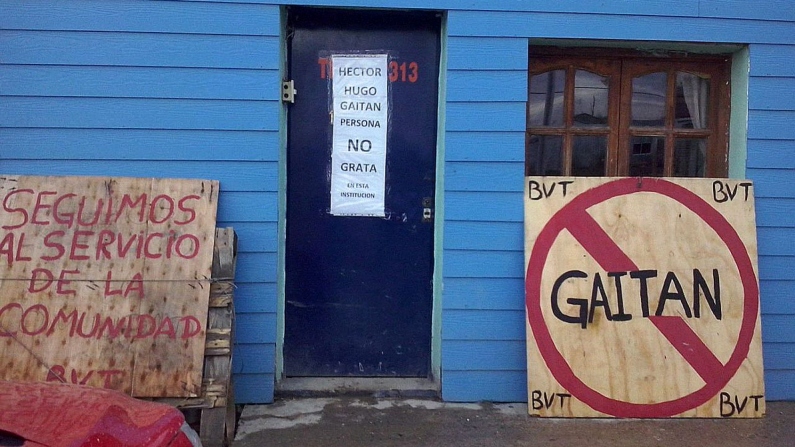 SEGUIMOS
AL SERVICIO
DE LA
COMUNIDAD
BVT
313
HECTOR
HUGO
GAITAN
PERSONA
NO
GRATA
EN ESTA
INSTITUCION
BVT BVT
GAITAN
BVT BVT